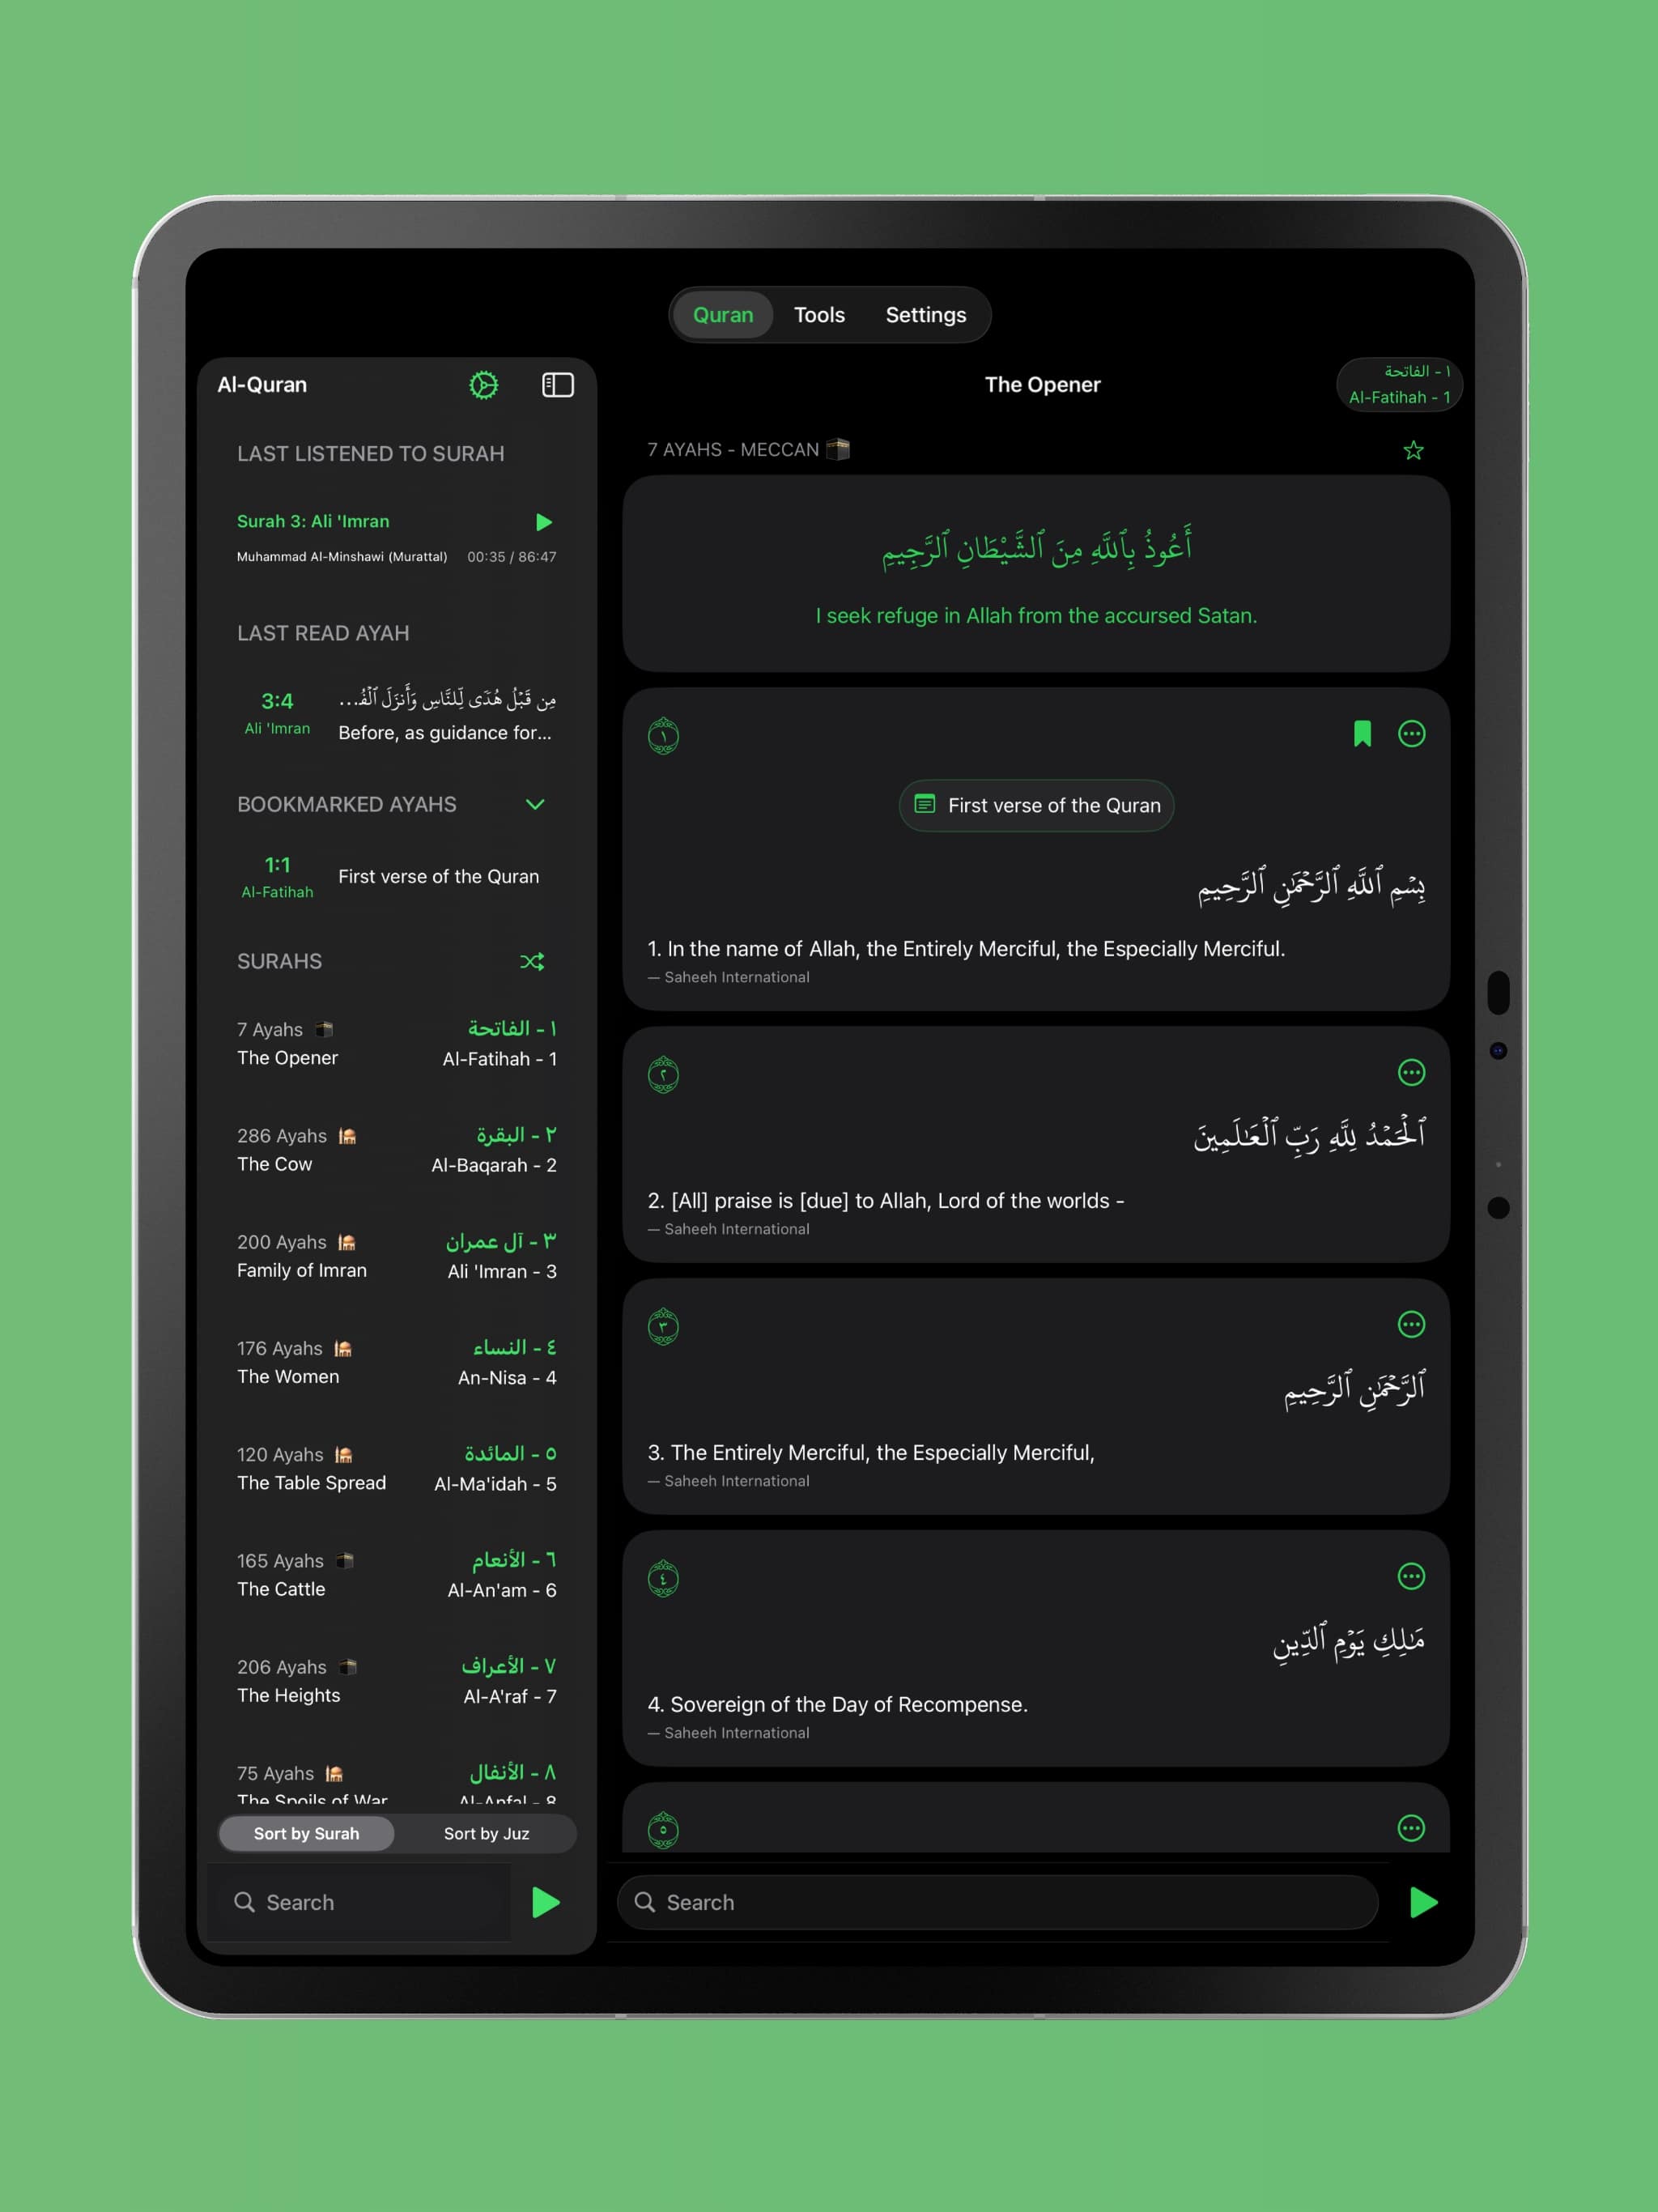 Quran
Tools
Settings
Al-Quran
LAST LISTENED TO SURAH
Surah 3: Ali 'Imran
Muhammad Al-Minshawi (Murattal) 00:35 / 86:47
LAST READ AYAH
3:4
Ali 'Imran
مِن قَبْلُ هُدًى لِّلنَّاسِ وَأَنزَلَ ٱلْفُ...
Before, as guidance for...
BOOKMARKED AYAHS
1:1
Al-Fatihah
First verse of the Quran
SURAHS
7 Ayahs
١ - الفاتحة
The Opener
Al-Fatihah - 1
286 Ayahs
٢ - البقرة
The Cow
Al-Baqarah - 2
200 Ayahs
٣ - آل عمران
Family of Imran
Ali 'Imran - 3
176 Ayahs
٤ - النساء
The Women
An-Nisa - 4
120 Ayahs
٥ - المائدة
The Table Spread
Al-Ma'idah - 5
165 Ayahs
٦ - الأنعام
The Cattle
Al-An'am - 6
206 Ayahs
٧ - الأعراف
The Heights
Al-A'raf - 7
75 Ayahs
٨ - الأنفال
The Spoils of War
Al-Anfal - 8
Sort by Surah
Sort by Juz
Search
The Opener
١ - الفاتحة
Al-Fatihah - 1
7 AYAHS - MECCAN
أَعُوذُ بِٱللَّهِ مِنَ ٱلشَّيْطَانِ ٱلرَّجِيمِ
I seek refuge in Allah from the accursed Satan.
١
First verse of the Quran
بِسْمِ ٱللَّهِ ٱلرَّحْمَٰنِ ٱلرَّحِيمِ
1. In the name of Allah, the Entirely Merciful, the Especially Merciful.
— Saheeh International
٢
ٱلْحَمْدُ لِلَّهِ رَبِّ ٱلْعَٰلَمِينَ
2. [All] praise is [due] to Allah, Lord of the worlds -
— Saheeh International
٣
ٱلرَّحْمَٰنِ ٱلرَّحِيمِ
3. The Entirely Merciful, the Especially Merciful,
— Saheeh International
٤
مَٰلِكِ يَوْمِ ٱلدِّينِ
4. Sovereign of the Day of Recompense.
— Saheeh International
٥
Search